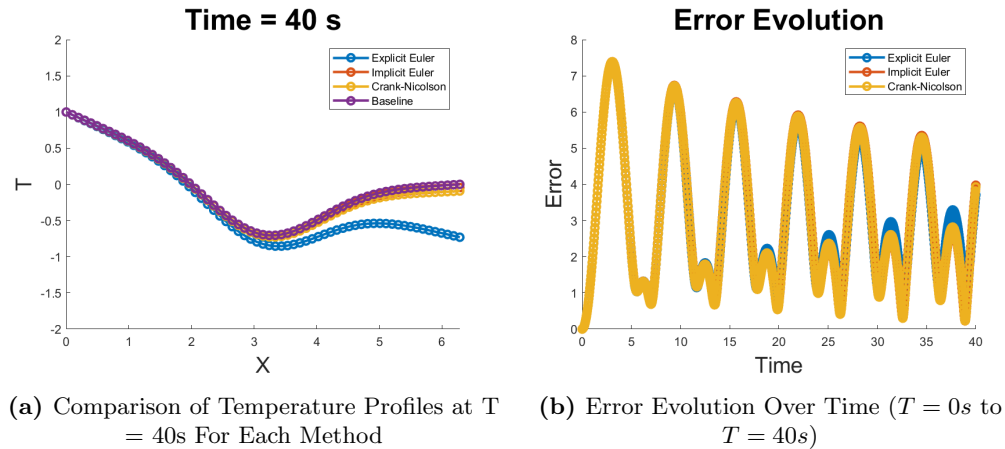 Time = 40 s
2
1.5
1
0.5
0
-0.5
-1
-1.5
-2
T
0 1 2 3 4 5 6
X
Explicit Euler
Implicit Euler
Crank-Nicolson
Baseline
(a) Comparison of Temperature Profiles at T
= 40s For Each Method
Error Evolution
8
7
6
5
4
3
2
1
0
Error
0 5 10 15 20 25 30 35 40
Time
Explicit Euler
Implicit Euler
Crank-Nicolson
(b) Error Evolution Over Time (T = 0s to
T = 40s)